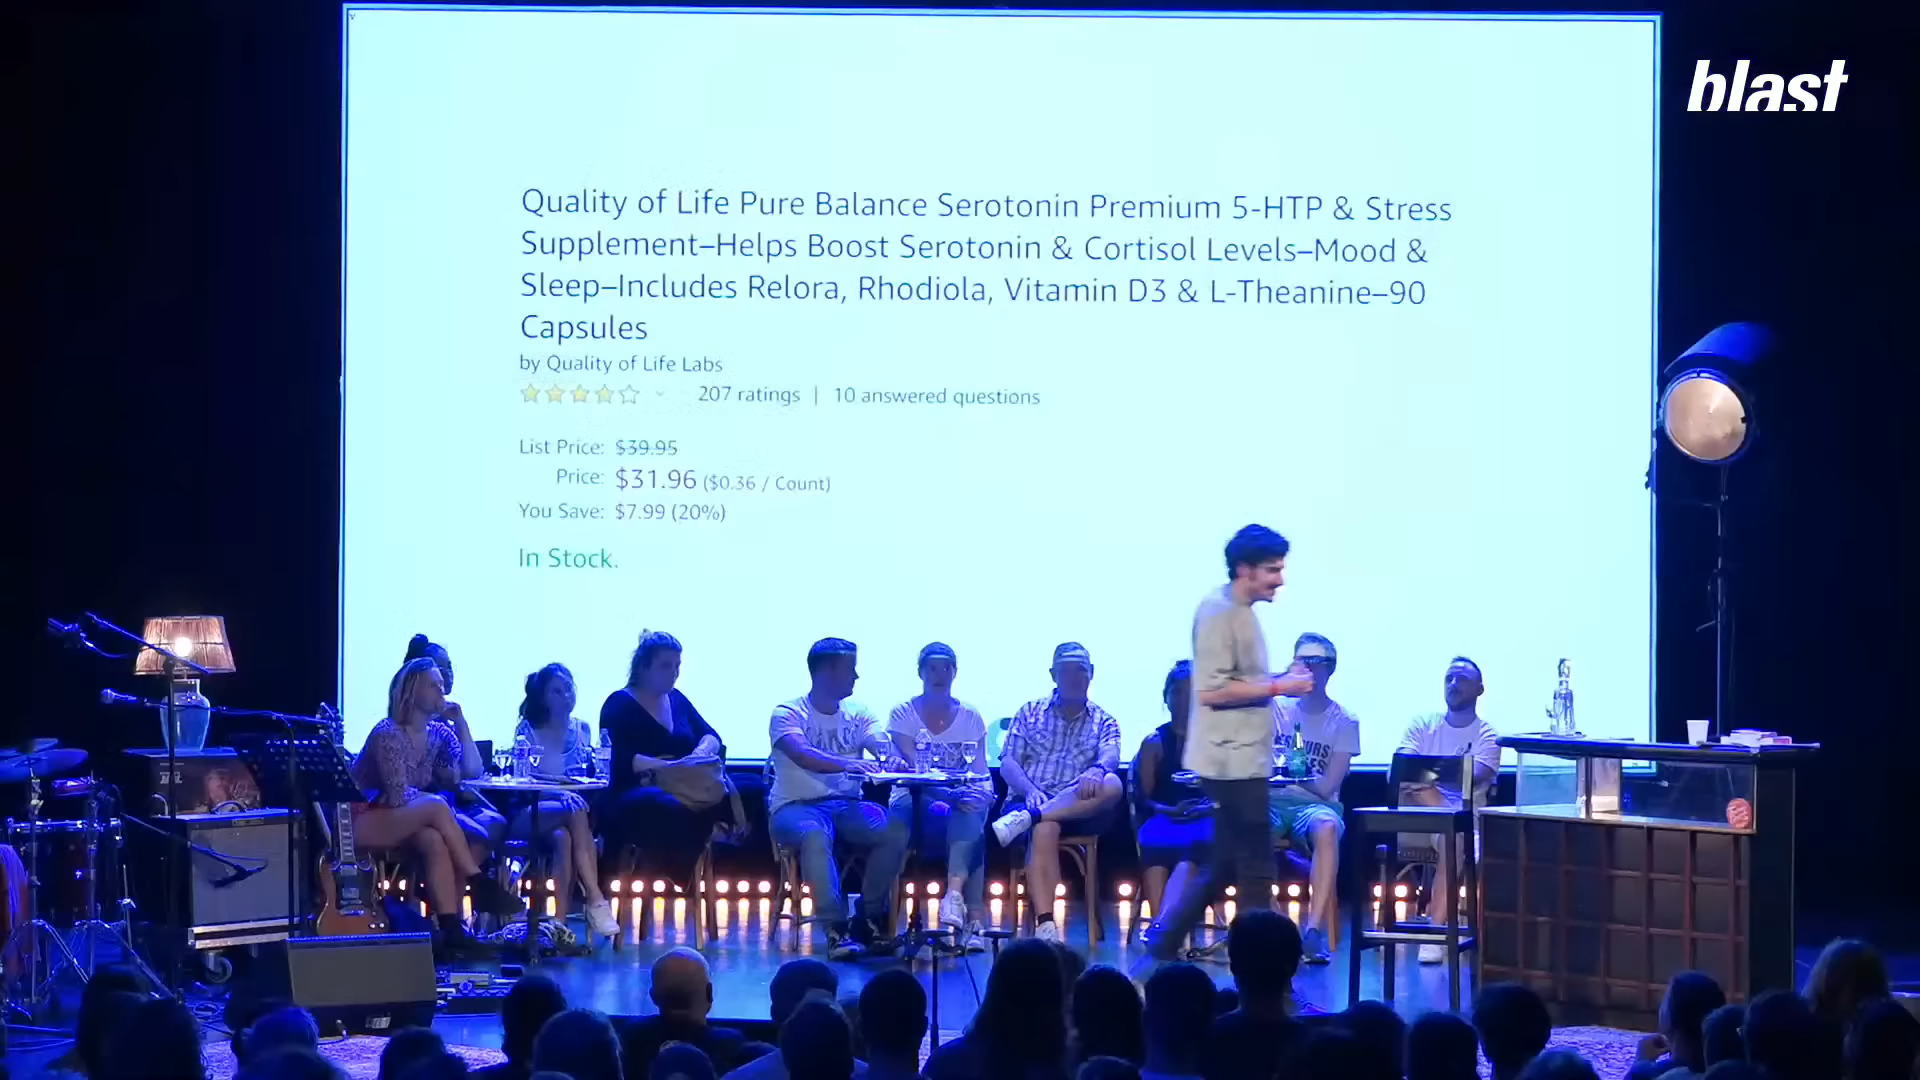 blast
Quality of Life Pure Balance Serotonin Premium 5-HTP & Stress
Supplement–Helps Boost Serotonin & Cortisol Levels–Mood &
Sleep–Includes Relora, Rhodiola, Vitamin D3 & L-Theanine–90
Capsules
by Quality of Life Labs
207 ratings | 10 answered questions
List Price: $39.95
Price: $31.96 ($0.36 / Count)
You Save: $7.99 (20%)
In Stock.